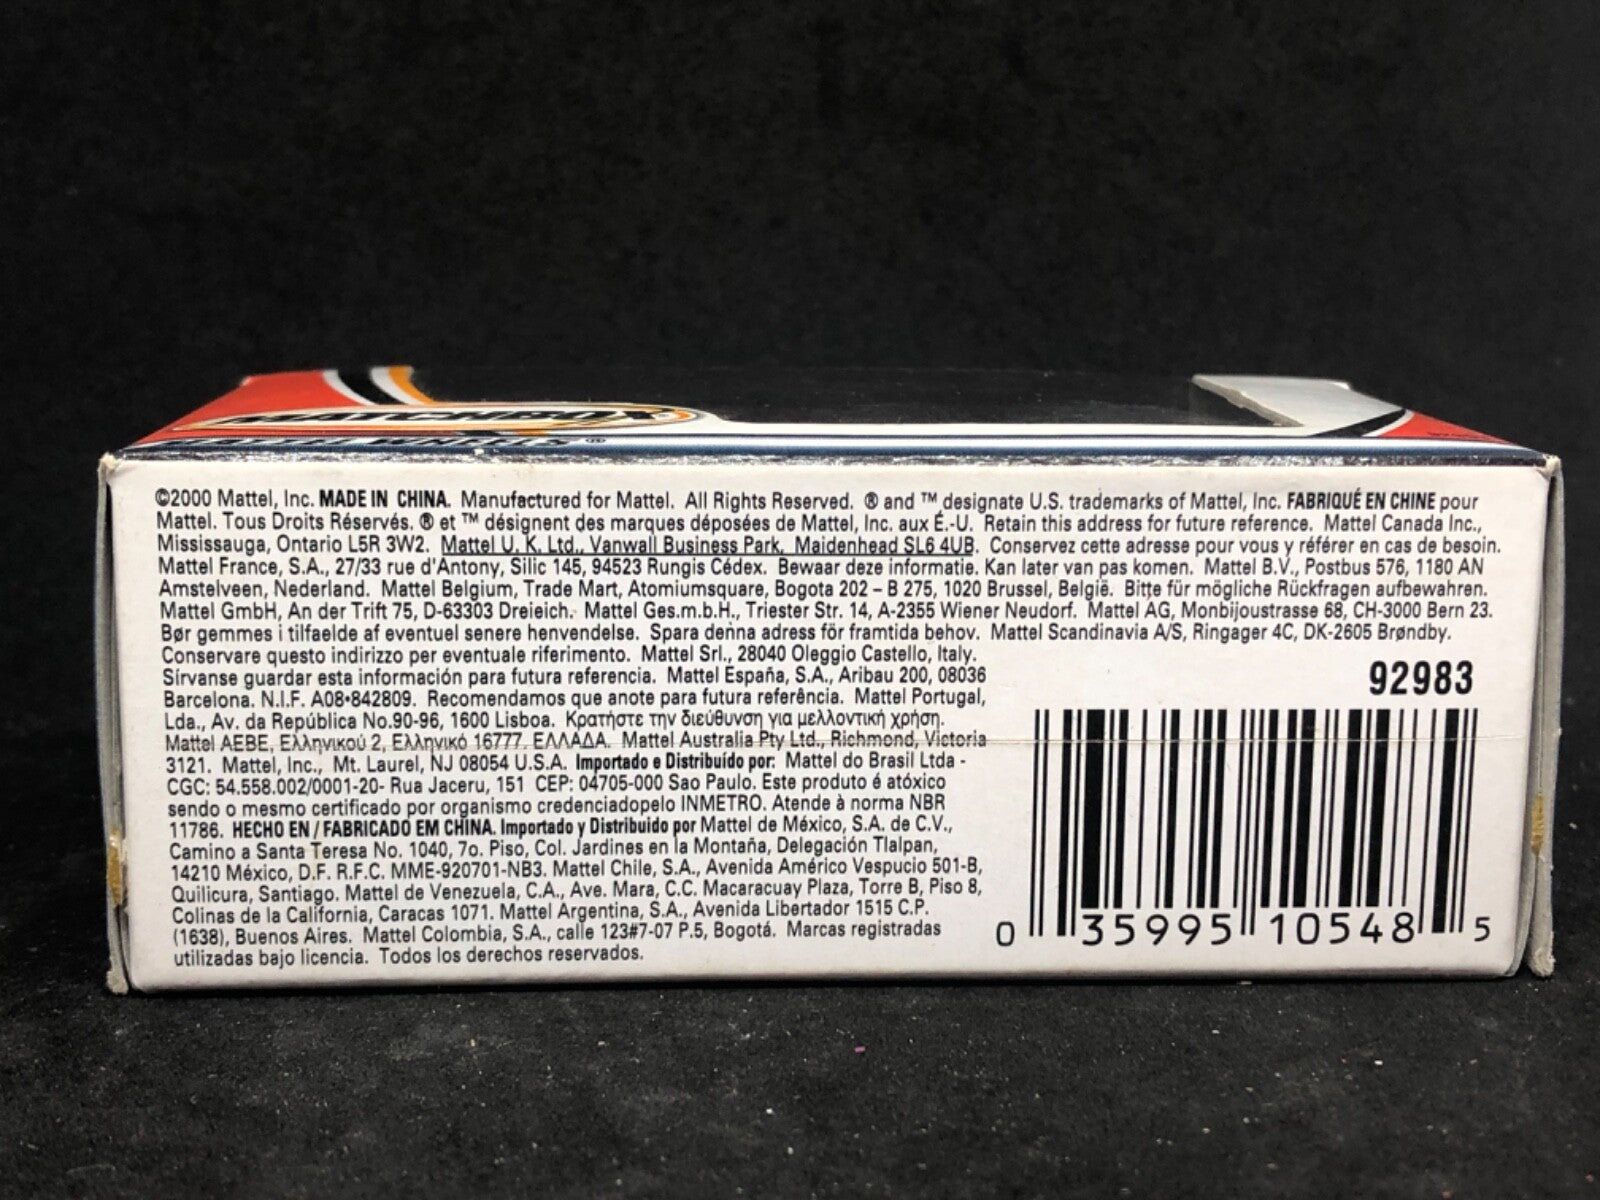 MATCHBOX
MATTEL WHEELS®
©2000 Mattel, Inc. MADE IN CHINA. Manufactured for Mattel. All Rights Reserved. ® and ™ designate U.S. trademarks of Mattel, Inc. FABRIQUÉ EN CHINE pour
Mattel. Tous Droits Réservés. ® et ™ désignent des marques déposées de Mattel, Inc. aux É.-U. Retain this address for future reference. Mattel Canada Inc.,
Mississauga, Ontario L5R 3W2. Mattel U. K. Ltd., Vanwall Business Park, Maidenhead SL6 4UB. Conservez cette adresse pour vous y référer en cas de besoin.
Mattel France, S.A., 27/33 rue d'Antony, Silic 145, 94523 Rungis Cédex. Bewaar deze informatie. Kan later van pas komen. Mattel B.V., Postbus 576, 1180 AN
Amstelveen, Nederland. Mattel Belgium, Trade Mart, Atomiumsquare, Bogota 202 – B 275, 1020 Brussel, België. Bitte für mögliche Rückfragen aufbewahren.
Mattel GmbH, An der Trift 75, D-63303 Dreieich. Mattel Ges.m.b.H., Triester Str. 14, A-2355 Wiener Neudorf. Mattel AG, Monbijoustrasse 68, CH-3000 Bern 23.
Bør gemmes i tilfaelde af eventuel senere henvendelse. Spara denna adress för framtida behov. Mattel Scandinavia A/S, Ringager 4C, DK-2605 Brøndby.
Conservare questo indirizzo per eventuale riferimento. Mattel Srl., 28040 Oleggio Castello, Italy.
Sírvanse guardar esta información para futura referencia. Mattel España, S.A., Aribau 200, 08036
Barcelona. N.I.F. A08•842809. Recomendamos que anote para futura referência. Mattel Portugal,
Lda., Av. da República No.90-96, 1600 Lisboa. Κρατήστε την διεύθυνση για μελλοντική χρήση.
Mattel AEBE, Ελληνικού 2, Ελληνικό 16777, ΕΛΛΑΔΑ. Mattel Australia Pty Ltd., Richmond, Victoria
3121. Mattel, Inc., Mt. Laurel, NJ 08054 U.S.A. Importado e Distribuído por: Mattel do Brasil Ltda -
CGC: 54.558.002/0001-20- Rua Jaceru, 151 CEP: 04705-000 Sao Paulo. Este produto é atóxico
sendo o mesmo certificado por organismo credenciadopelo INMETRO. Atende à norma NBR
11786. HECHO EN / FABRICADO EM CHINA. Importado y Distribuido por Mattel de México, S.A. de C.V.,
Camino a Santa Teresa No. 1040, 7o. Piso, Col. Jardines en la Montaña, Delegación Tlalpan,
14210 México, D.F. R.F.C. MME-920701-NB3. Mattel Chile, S.A., Avenida Américo Vespucio 501-B,
Quilicura, Santiago. Mattel de Venezuela, C.A., Ave. Mara, C.C. Macaracuay Plaza, Torre B, Piso 8,
Colinas de la California, Caracas 1071. Mattel Argentina, S.A., Avenida Libertador 1515 C.P.
(1638), Buenos Aires. Mattel Colombia, S.A., calle 123#7-07 P.5, Bogotá. Marcas registradas
utilizadas bajo licencia. Todos los derechos reservados.
92983
0 35995 10548 5